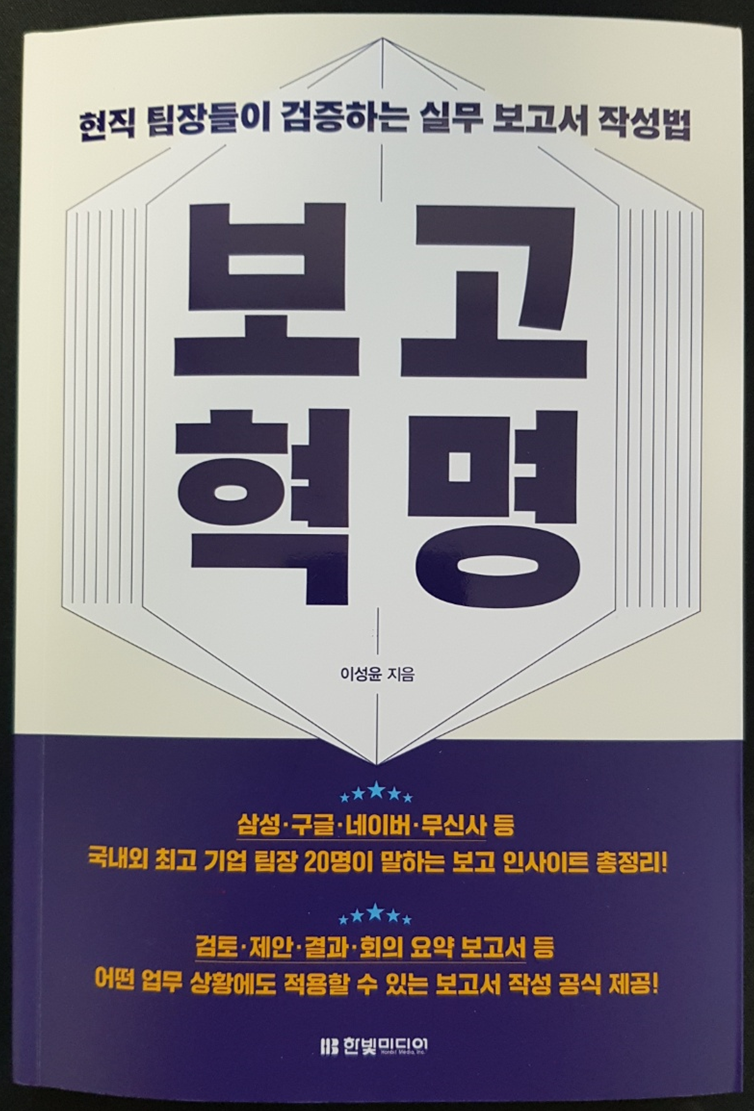 현직 팀장들이 검증하는 실무 보고서 작성법
보고
혁명
이성윤 지음
삼성·구글·네이버·무신사 등
국내외 최고 기업 팀장 20명이 말하는 보고 인사이트 총정리!
검토·제안·결과·회의 요약 보고서 등
어떤 업무 상황에도 적용할 수 있는 보고서 작성 공식 제공!
HB 한빛미디어
Hanbit Media, Inc.